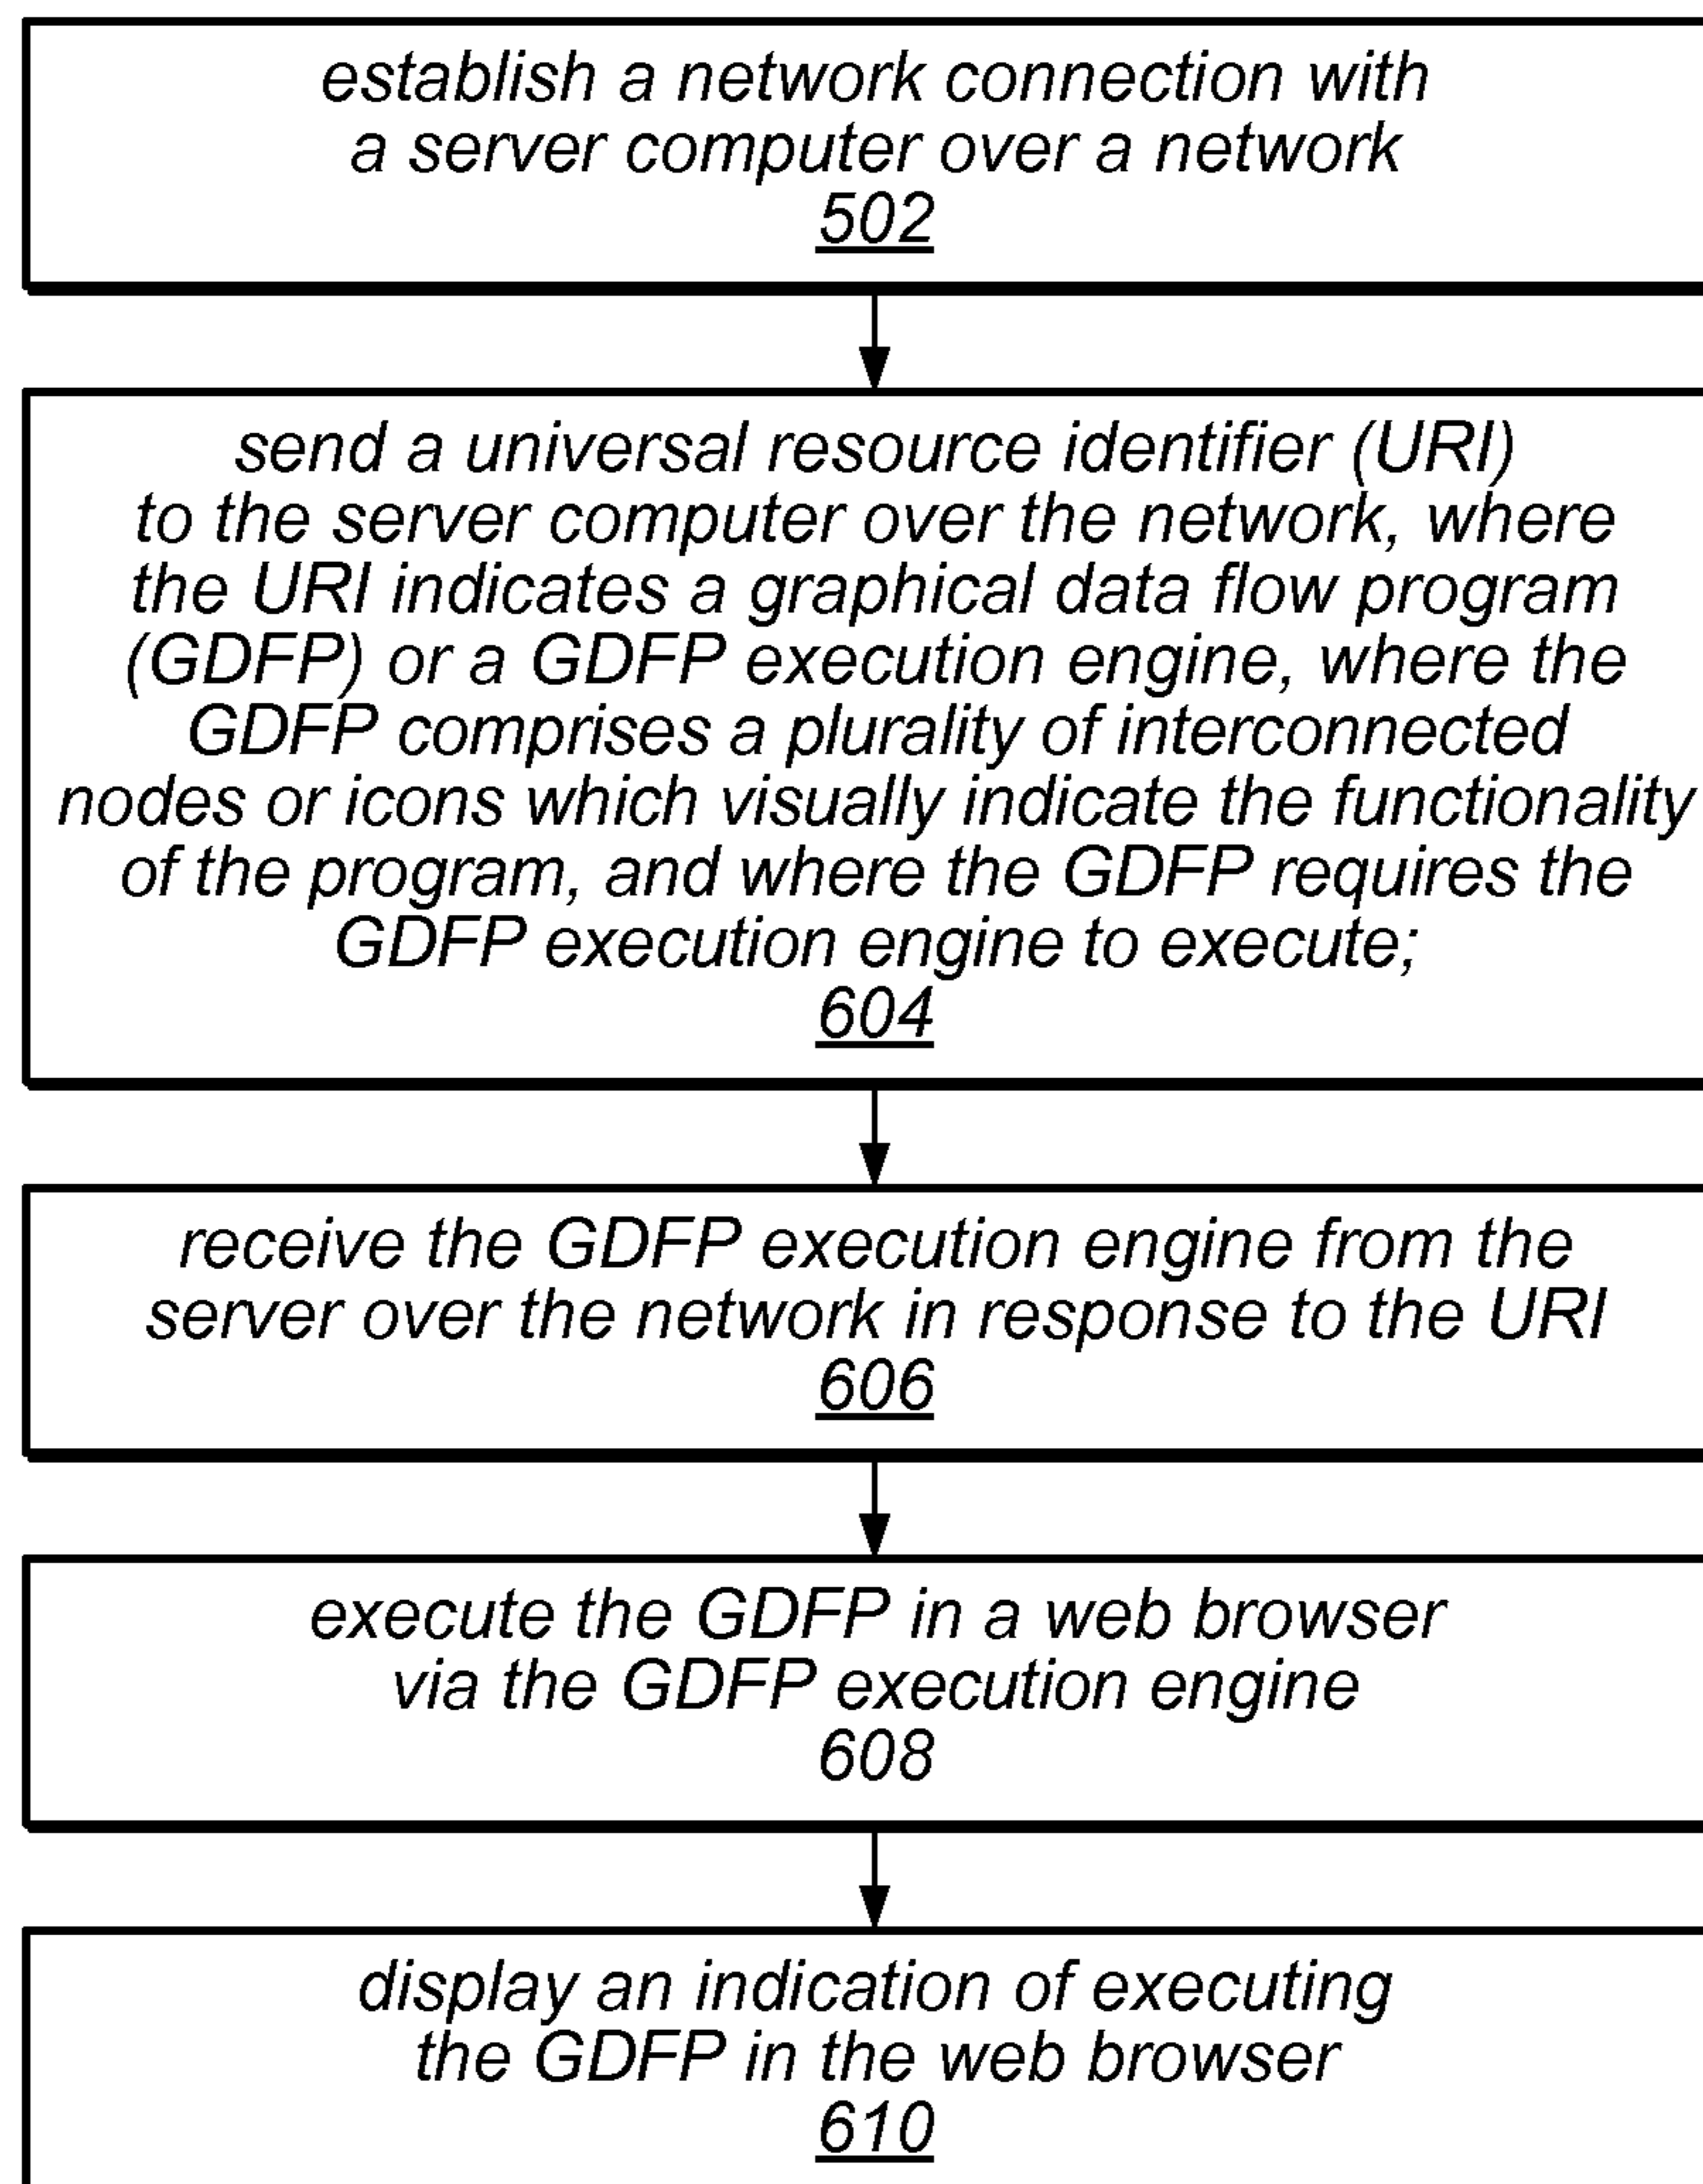 establish a network connection with
a server computer over a network
502
send a universal resource identifier (URI)
to the server computer over the network, where
the URI indicates a graphical data flow program
(GDFP) or a GDFP execution engine, where the
GDFP comprises a plurality of interconnected
nodes or icons which visually indicate the functionality
of the program, and where the GDFP requires the
GDFP execution engine to execute;
604
receive the GDFP execution engine from the
server over the network in response to the URI
606
execute the GDFP in a web browser
via the GDFP execution engine
608
display an indication of executing
the GDFP in the web browser
610